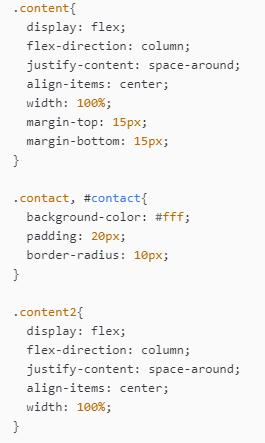 .content{
  display: flex;
  flex-direction: column;
  justify-content: space-around;
  align-items: center;
  width: 100%;
  margin-top: 15px;
  margin-bottom: 15px;
}

.contact, #contact{
  background-color: #fff;
  padding: 20px;
  border-radius: 10px;
}

.content2{
  display: flex;
  flex-direction: column;
  justify-content: space-around;
  align-items: center;
  width: 100%;
}